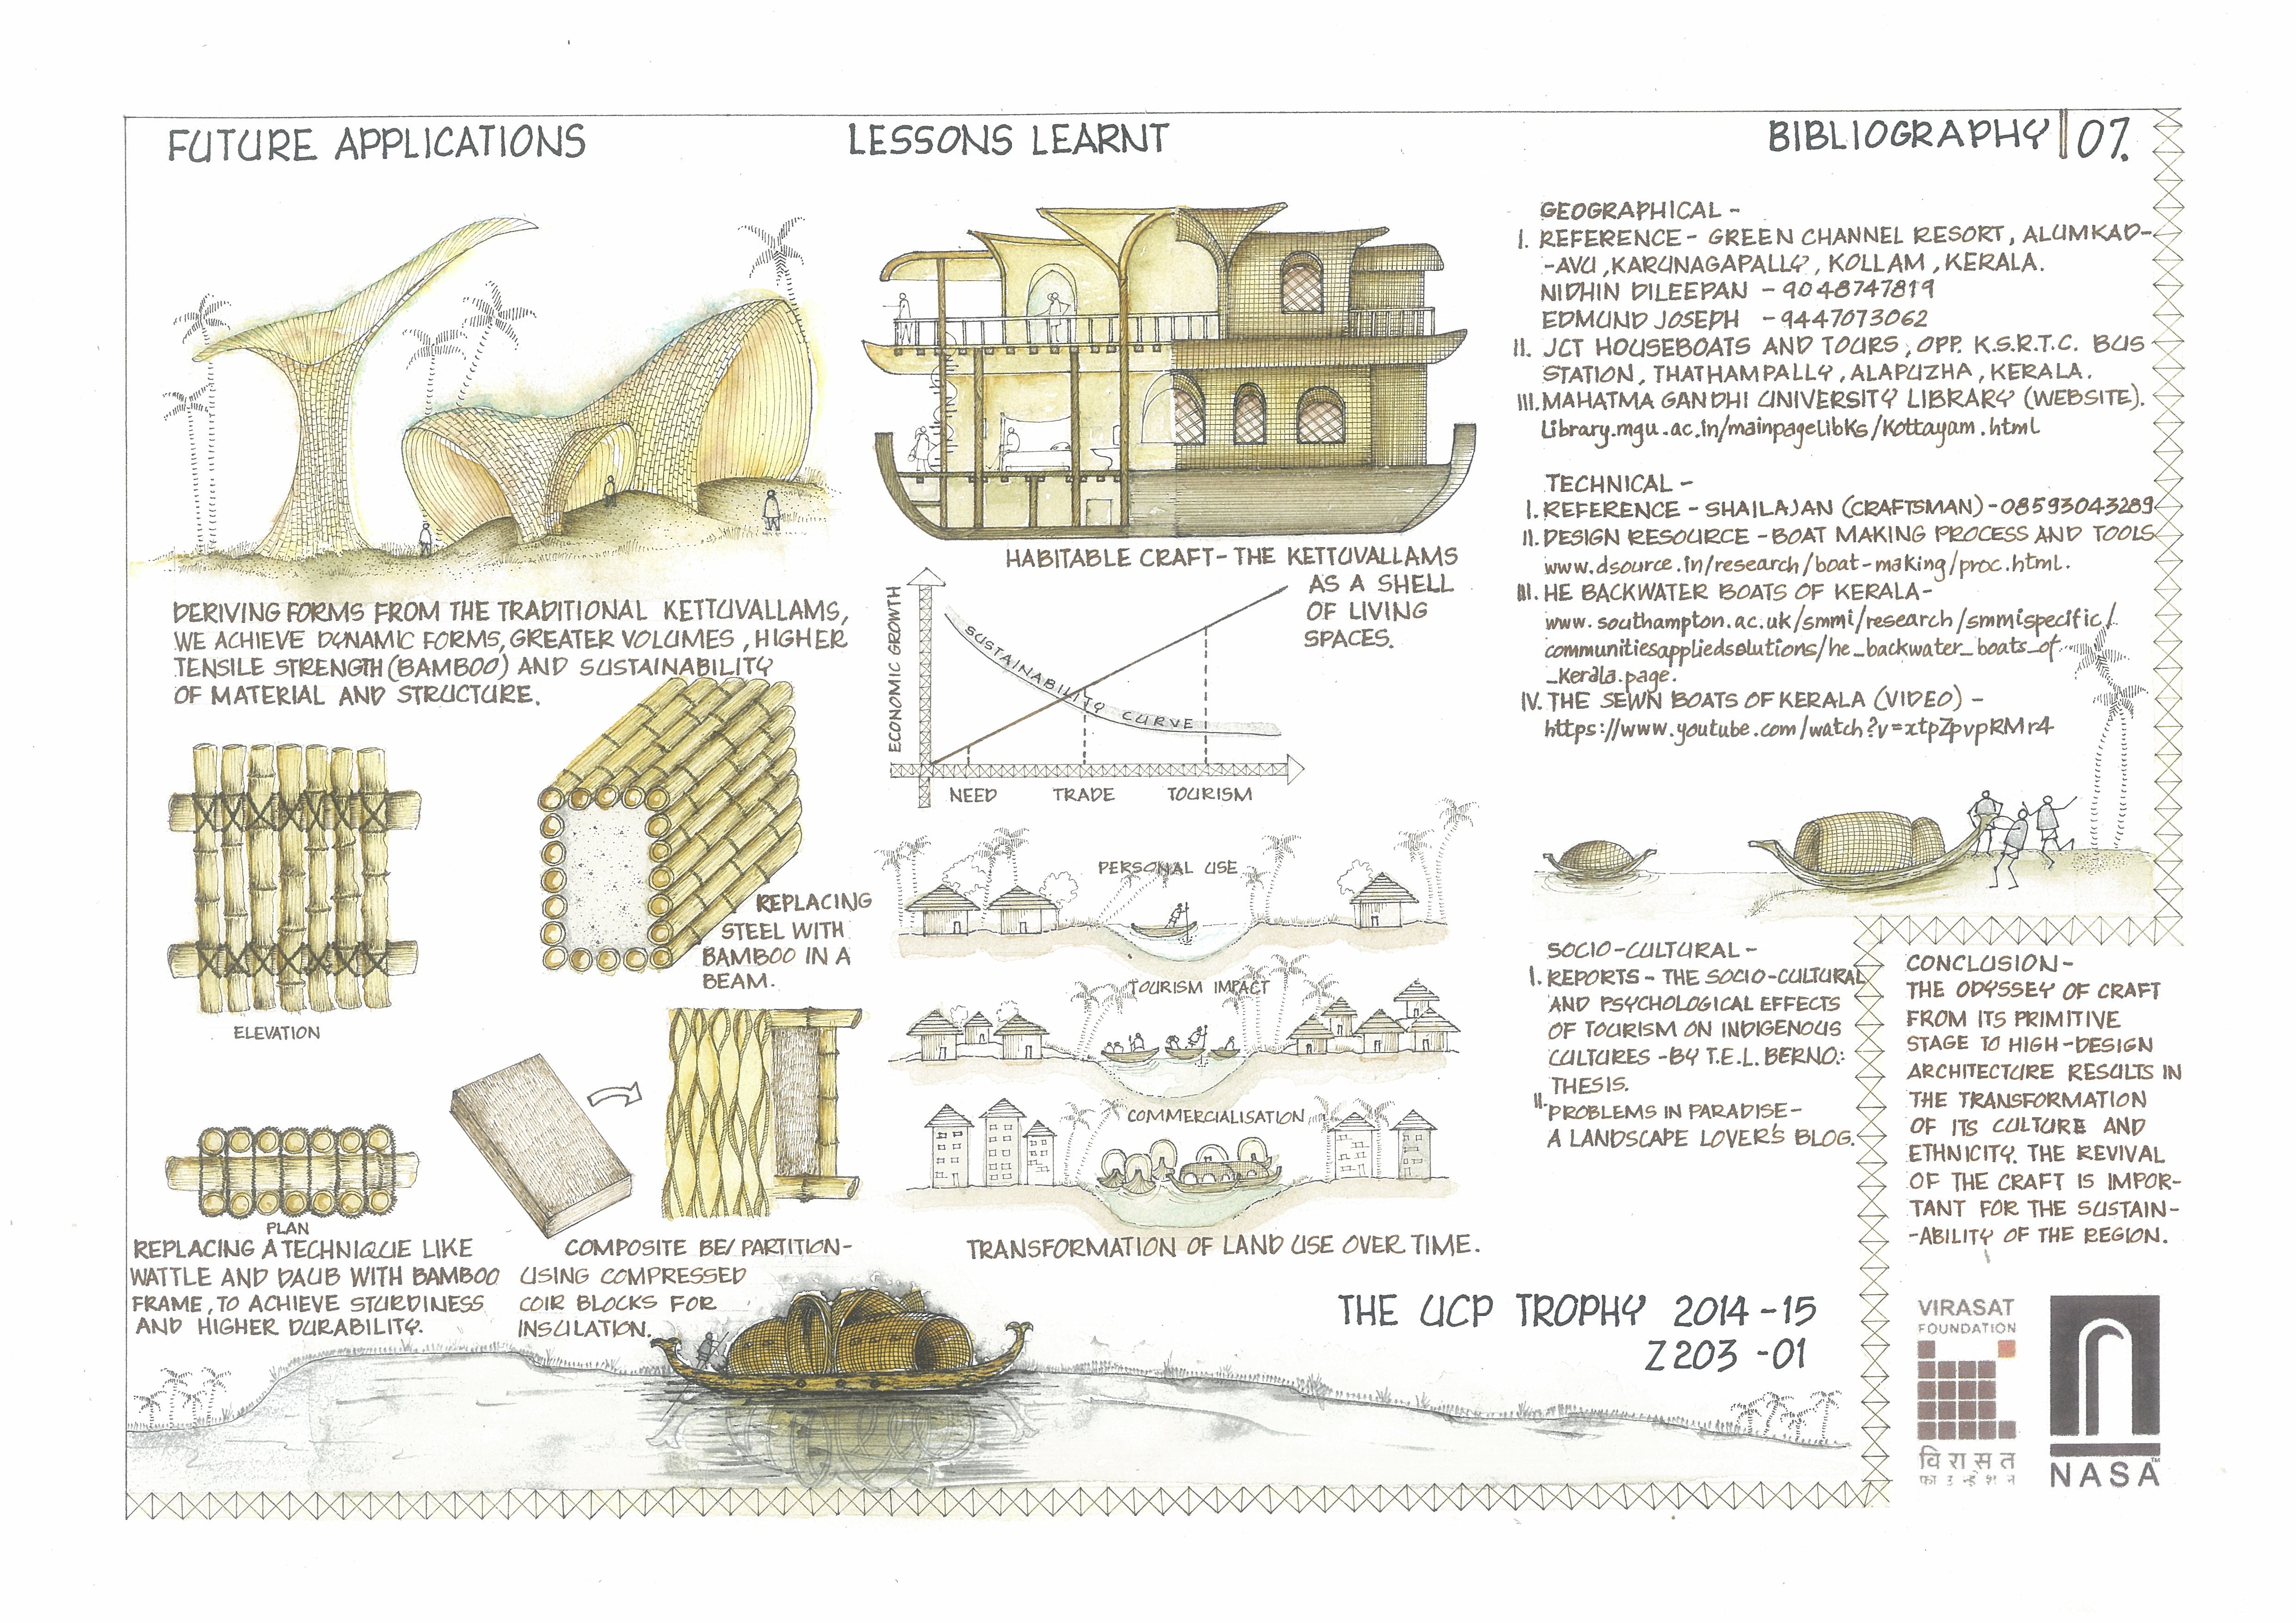 FUTURE APPLICATIONS
LESSONS LEARNT
BIBLIOGRAPHY | 07.
DERIVING FORMS FROM THE TRADITIONAL KETTUVALLAMS,
WE ACHIEVE DYNAMIC FORMS, GREATER VOLUMES, HIGHER
TENSILE STRENGTH (BAMBOO) AND SUSTAINABILITY
OF MATERIAL AND STRUCTURE.
ELEVATION
REPLACING
STEEL WITH
BAMBOO IN A
BEAM.
PLAN
REPLACING A TECHNIQUE LIKE
WATTLE AND DAUB WITH BAMBOO
FRAME, TO ACHIEVE STURDINESS
AND HIGHER DURABILITY.
COMPOSITE BE/ PARTITION-
USING COMPRESSED
COIR BLOCKS FOR
INSULATION.
HABITABLE CRAFT - THE KETTUVALLAMS
AS A SHELL
OF LIVING
SPACES.
ECONOMIC GROWTH
SUSTAINABILITY CURVE
NEED TRADE TOURISM
PERSONAL USE
TOURISM IMPACT
COMMERCIALISATION
TRANSFORMATION OF LAND USE OVER TIME.
GEOGRAPHICAL -
I. REFERENCE - GREEN CHANNEL RESORT, ALUMKAD-
-AVU, KARUNAGAPALLY, KOLLAM, KERALA.
NIDHIN DILEEPAN - 9048747819
EDMUND JOSEPH - 9447073062
II. JCT HOUSEBOATS AND TOURS, OPP. K.S.R.T.C. BUS
STATION, THATHAMPALLY, ALAPUZHA, KERALA.
III. MAHATMA GANDHI UNIVERSITY LIBRARY (WEBSITE).
library.mgu.ac.in/mainpagelibks/Kottayam.html
TECHNICAL -
I. REFERENCE - SHAILAJAN (CRAFTSMAN) - 08593043289
II. DESIGN RESOURCE - BOAT MAKING PROCESS AND TOOLS
www.dsource.in/research/boat-making/proc.html.
III. HE BACKWATER BOATS OF KERALA -
www.southampton.ac.uk/smmi/research/smmispecific/
communitiesappliedsolutions/he_backwater_boats_of
_Kerala.page.
IV. THE SEWN BOATS OF KERALA (VIDEO) -
https://www.youtube.com/watch?v=xtpZpvpRMr4
SOCIO-CULTURAL -
I. REPORTS - THE SOCIO-CULTURAL
AND PSYCHOLOGICAL EFFECTS
OF TOURISM ON INDIGENOUS
CULTURES - BY T.E.L. BERNO.:
THESIS.
II. PROBLEMS IN PARADISE -
A LANDSCAPE LOVER'S BLOG.
CONCLUSION -
THE ODYSSEY OF CRAFT
FROM ITS PRIMITIVE
STAGE TO HIGH-DESIGN
ARCHITECTURE RESULTS IN
THE TRANSFORMATION
OF ITS CULTURE AND
ETHNICITY. THE REVIVAL
OF THE CRAFT IS IMPOR-
TANT FOR THE SUSTAIN-
-ABILITY OF THE REGION.
THE UCP TROPHY 2014-15
Z203 -01
VIRASAT
FOUNDATION
विरासत
फाउन्डेशन
NASA
TM